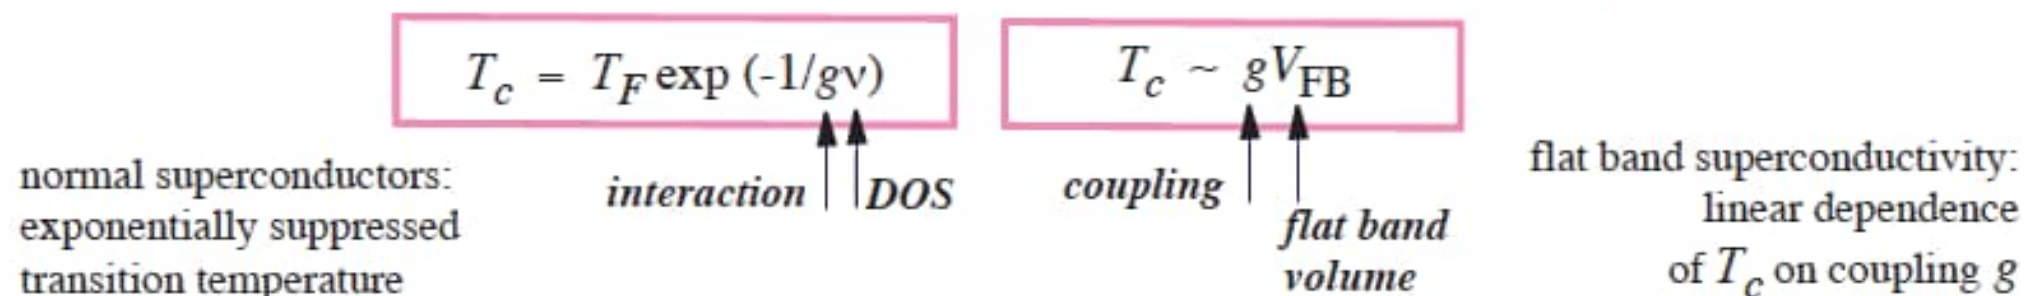 T_c = T_F exp (-1/gν)
T_c ~ gV_FB
normal superconductors:
exponentially suppressed
transition temperature
interaction
DOS
coupling
flat band
volume
flat band superconductivity:
linear dependence
of T_c on coupling g